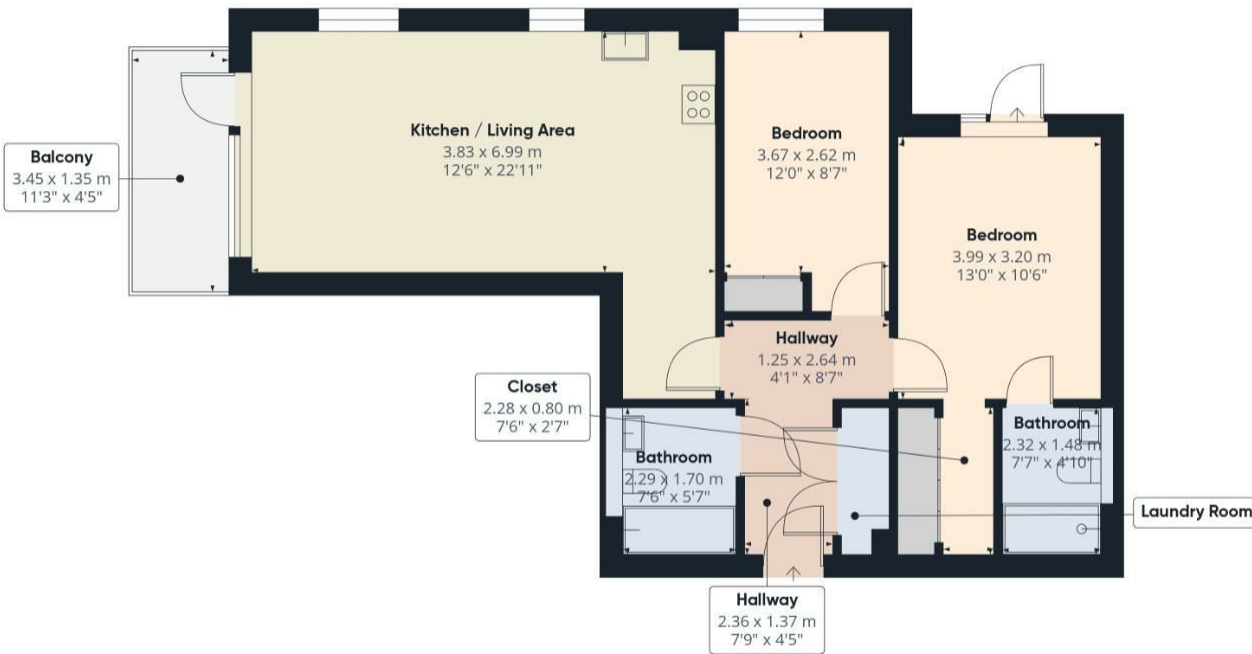 Kitchen / Living Area
3.83 x 6.99 m
12'6" x 22'11"
Bedroom
3.67 x 2.62 m
12'0" x 8'7"
Balcony
3.45 x 1.35 m
11'3" x 4'5"
Bedroom
3.99 x 3.20 m
13'0" x 10'6"
Hallway
1.25 x 2.64 m
4'1" x 8'7"
Closet
2.28 x 0.80 m
7'6" x 2'7"
Bathroom
2.29 x 1.70 m
7'6" x 5'7"
Bathroom
2.32 x 1.48 m
7'7" x 4'10"
Laundry Room
Hallway
2.36 x 1.37 m
7'9" x 4'5"